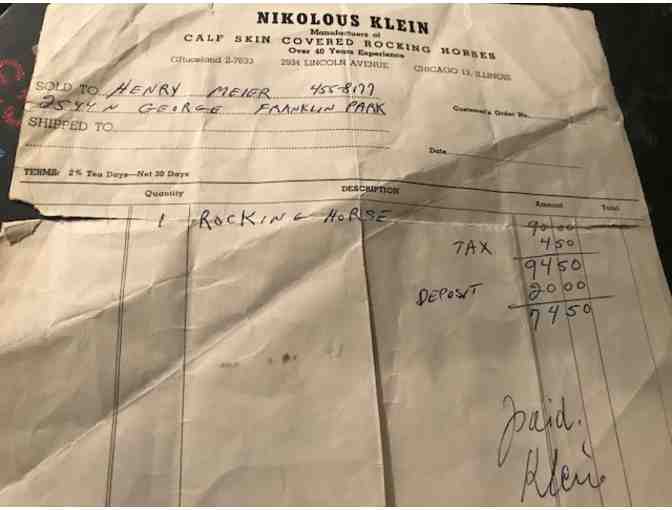 NIKOLOUS KLEIN
Manufacturers of
CALF SKIN COVERED ROCKING HORSES
Over 40 Years Experience
GRaceland 2-7633 2934 LINCOLN AVENUE CHICAGO 13, ILLINOIS
SOLD TO HENRY MEIER 455-8177
2544 N GEORGE FRANKLIN PARK
Customer's Order No.
SHIPPED TO
Date
TERMS: 2% Ten Days—Net 30 Days
Quantity DESCRIPTION Amount Total
1 ROCKING HORSE 90 00
TAX 4 50
94 50
DEPOSIT 20 00
74 50
paid.
Klein